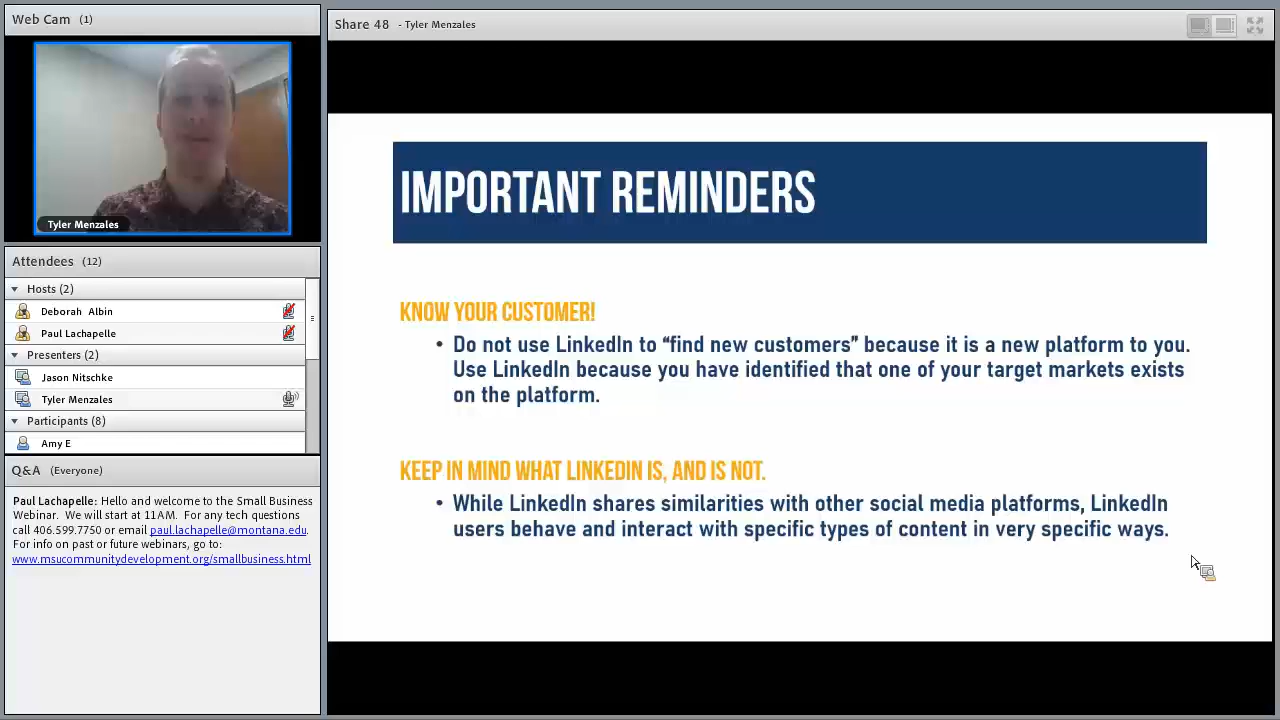 Web Cam (1)
Tyler Menzales
Attendees (12)
Hosts (2)
Deborah Albin
Paul Lachapelle
Presenters (2)
Jason Nitschke
Tyler Menzales
Participants (8)
Amy E
Q&A (Everyone)
Paul Lachapelle: Hello and welcome to the Small Business
Webinar. We will start at 11AM. For any tech questions
call 406.599.7750 or email paul.lachapelle@montana.edu.
For info on past or future webinars, go to:
www.msucommunitydevelopment.org/smallbusiness.html
Share 48 - Tyler Menzales
IMPORTANT REMINDERS
KNOW YOUR CUSTOMER!
• Do not use LinkedIn to “find new customers” because it is a new platform to you.
Use LinkedIn because you have identified that one of your target markets exists
on the platform.
KEEP IN MIND WHAT LINKEDIN IS, AND IS NOT.
• While LinkedIn shares similarities with other social media platforms, LinkedIn
users behave and interact with specific types of content in very specific ways.